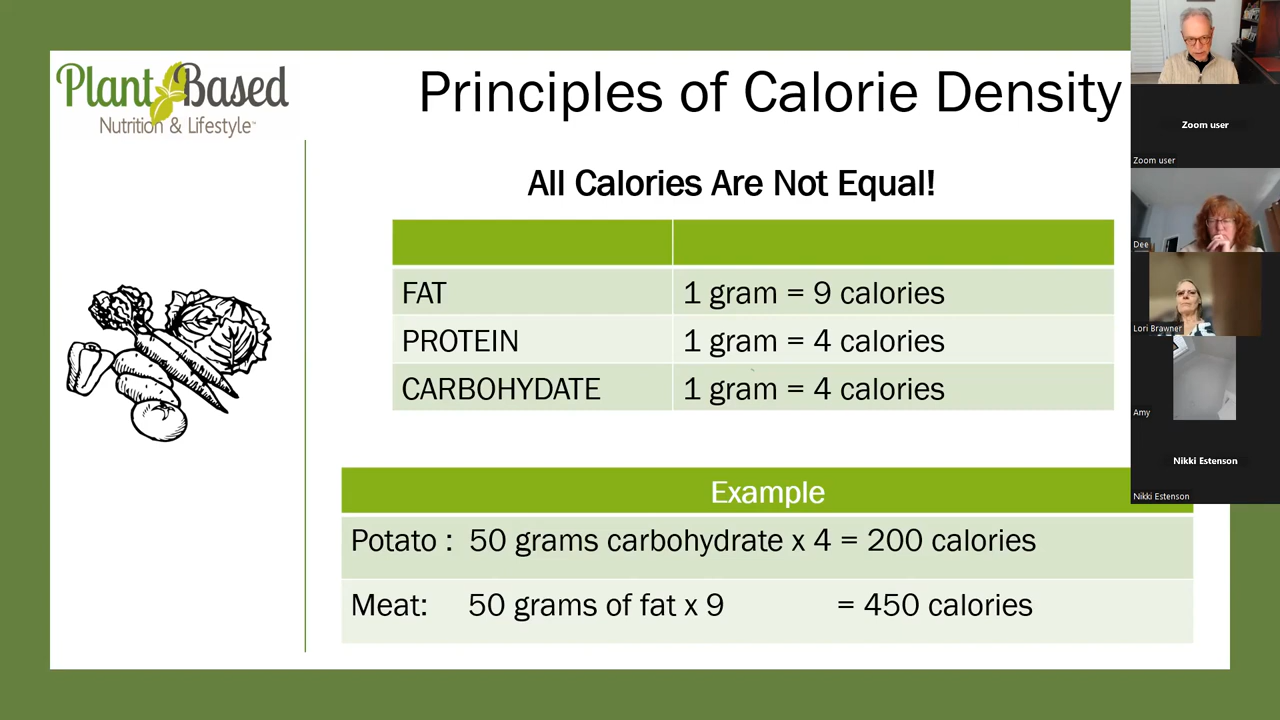 Plant Based
Nutrition & Lifestyle™
Principles of Calorie Density
All Calories Are Not Equal!
FAT 1 gram = 9 calories
PROTEIN 1 gram = 4 calories
CARBOHYDATE 1 gram = 4 calories
Example
Potato : 50 grams carbohydrate x 4 = 200 calories
Meat: 50 grams of fat x 9 = 450 calories
Zoom user
Zoom user
Dee
Lori Brawner
Amy
Nikki Estenson
Nikki Estenson